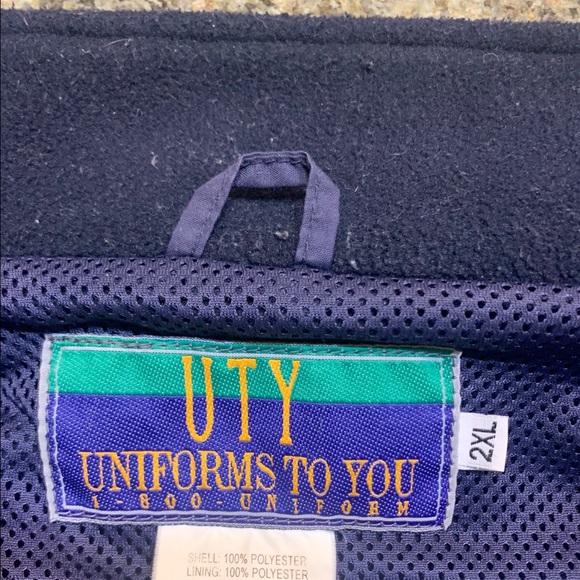 UTY
UNIFORMS TO YOU
1-800-UNIFORM
2XL
SHELL: 100% POLYESTER
LINING: 100% POLYESTER